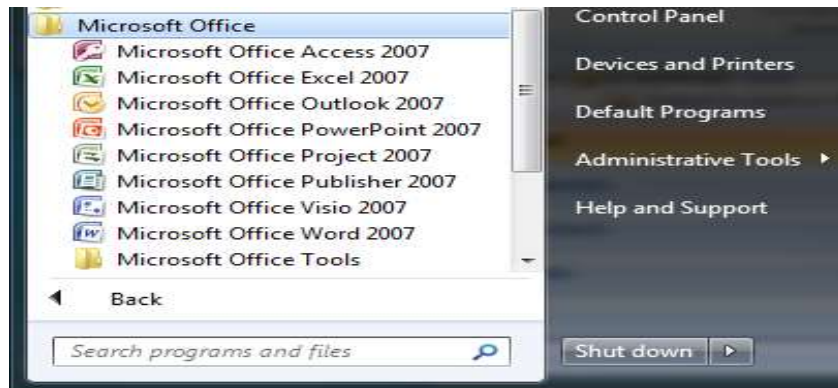 Microsoft Office
Microsoft Office Access 2007
Microsoft Office Excel 2007
Microsoft Office Outlook 2007
Microsoft Office PowerPoint 2007
Microsoft Office Project 2007
Microsoft Office Publisher 2007
Microsoft Office Visio 2007
Microsoft Office Word 2007
Microsoft Office Tools
Back
Search programs and files
Control Panel
Devices and Printers
Default Programs
Administrative Tools
Help and Support
Shut down